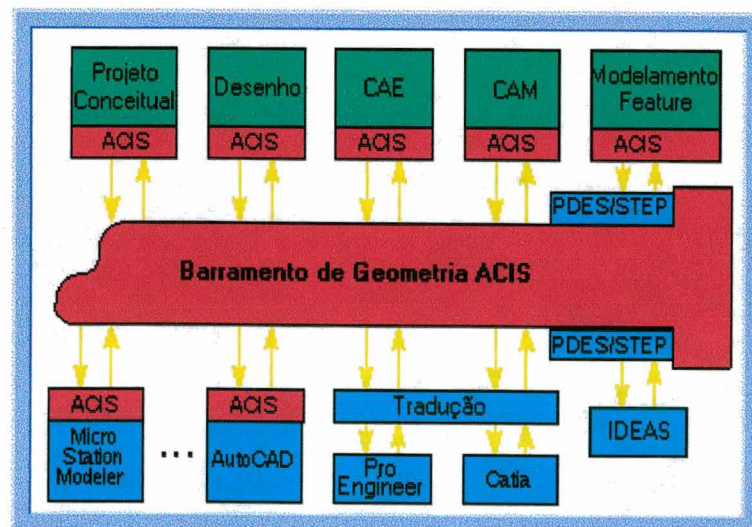 Projeto
Conceitual
ACIS
Desenho
ACIS
CAE
ACIS
CAM
ACIS
Modelamento
Feature
ACIS
PDES/STEP
Barramento de Geometria ACIS
PDES/STEP
ACIS
Micro
Station
Modeler
...
ACIS
AutoCAD
Tradução
Pro
Engineer
Catia
IDEAS